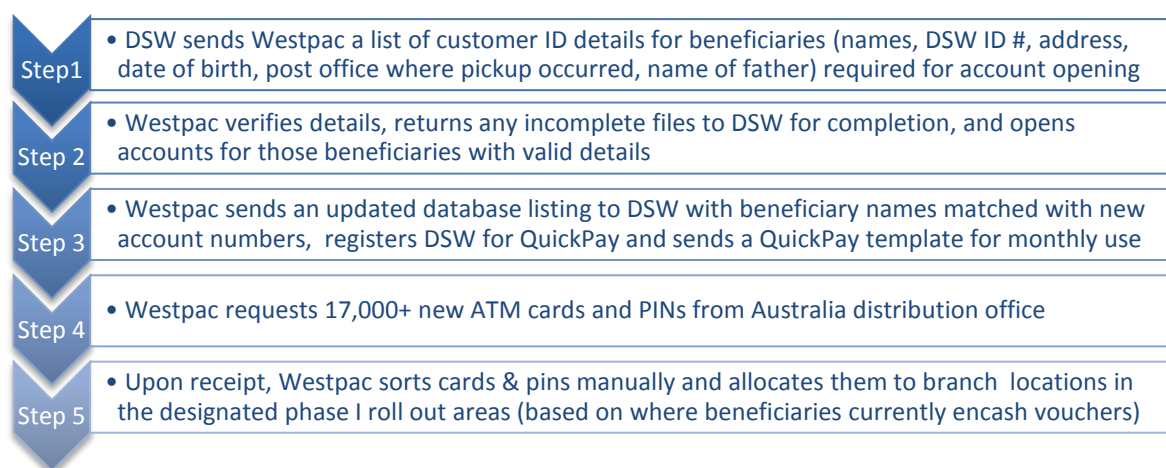 Step1
• DSW sends Westpac a list of customer ID details for beneficiaries (names, DSW ID #, address,
date of birth, post office where pickup occurred, name of father) required for account opening
Step 2
• Westpac verifies details, returns any incomplete files to DSW for completion, and opens
accounts for those beneficiaries with valid details
Step 3
• Westpac sends an updated database listing to DSW with beneficiary names matched with new
account numbers, registers DSW for QuickPay and sends a QuickPay template for monthly use
Step 4
• Westpac requests 17,000+ new ATM cards and PINs from Australia distribution office
Step 5
• Upon receipt, Westpac sorts cards & pins manually and allocates them to branch locations in
the designated phase I roll out areas (based on where beneficiaries currently encash vouchers)